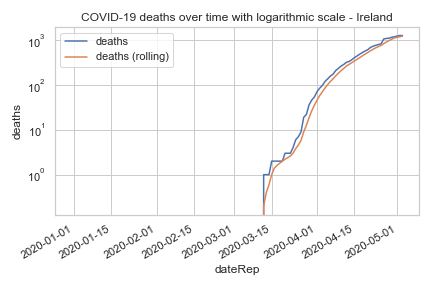 COVID-19 deaths over time with logarithmic scale - Ireland
deaths
deaths (rolling)
deaths
10³
10²
10¹
10⁰
2020-01-01
2020-01-15
2020-02-01
2020-02-15
2020-03-01
2020-03-15
2020-04-01
2020-04-15
2020-05-01
dateRep